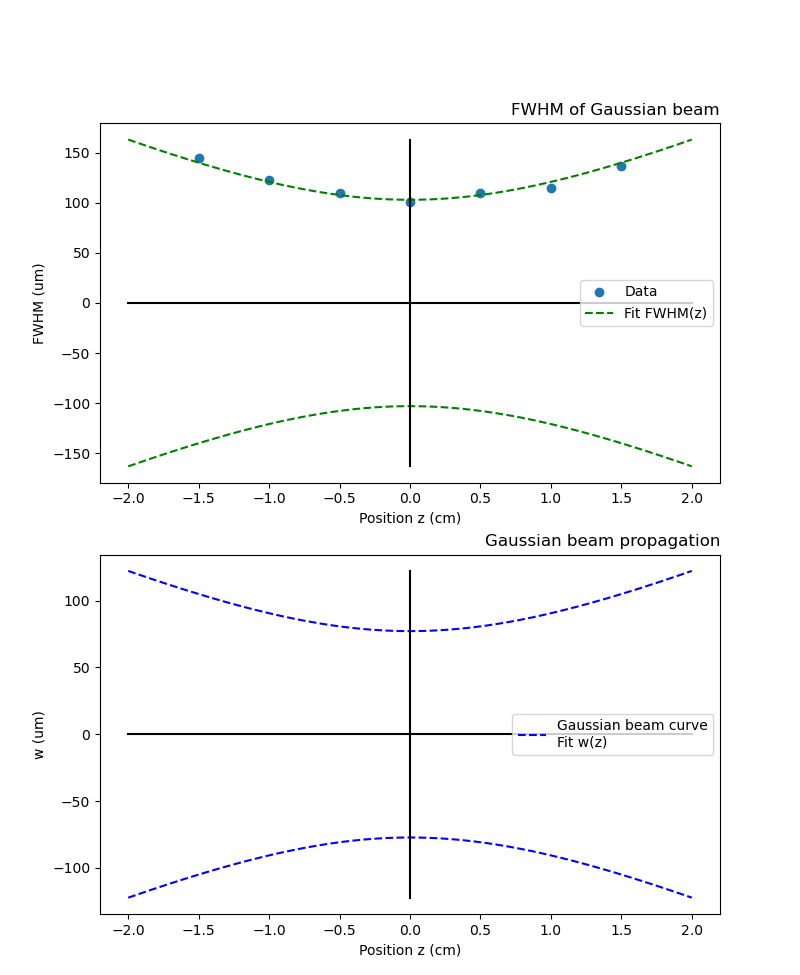 FWHM of Gaussian beam
150
100
50
0
−50
−100
−150
FWHM (um)
Data
Fit FWHM(z)
−2.0 −1.5 −1.0 −0.5 0.0 0.5 1.0 1.5 2.0
Position z (cm)
Gaussian beam propagation
100
50
0
−50
−100
w (um)
Gaussian beam curve
Fit w(z)
−2.0 −1.5 −1.0 −0.5 0.0 0.5 1.0 1.5 2.0
Position z (cm)